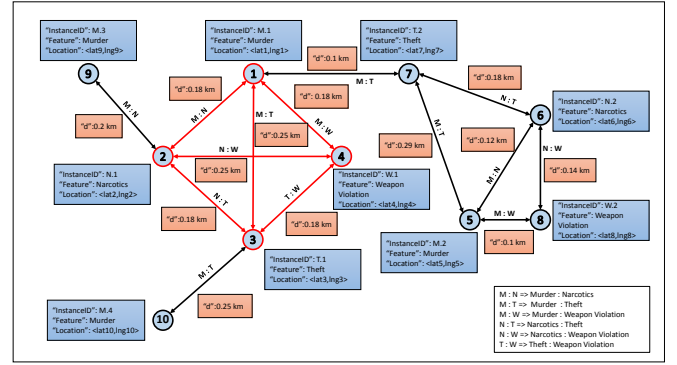 "InstanceID": M.3
"Feature": Murder
"Location": <lat9,lng9>
"InstanceID": M.1
"Feature": Murder
"Location": <lat1,lng1>
"InstanceID": T.2
"Feature": Theft
"Location": <lat7,lng7>
"d":0.1 km
9
1
7
M : T
"d":0.18 km
"d":0.18 km
"d":0.18 km
N : T
M : N
M : N
M : T
M : W
"InstanceID": N.2
"Feature": Narcotics
"Location": <lat6,lng6>
6
"d":0.2 km
"d":0.25 km
M : T
"d":0.12 km
N : W
N : W
2
4
"d":0.29 km
M : N
"d":0.14 km
"d":0.25 km
"InstanceID": N.1
"Feature": Narcotics
"Location": <lat2,lng2>
"InstanceID": W.1
"Feature": Weapon
Violation
"Location": <lat4,lng4>
N : T
T : W
"InstanceID": W.2
"Feature": Weapon
Violation
"Location": <lat8,lng8>
"d":0.18 km
"d":0.18 km
5
M : W
8
3
"d":0.1 km
"InstanceID": T.1
"Feature": Theft
"Location": <lat3,lng3>
"InstanceID": M.2
"Feature": Murder
"Location": <lat5,lng5>
M : T
"InstanceID": M.4
"Feature": Murder
"Location": <lat10,lng10>
"d":0.25 km
10
M : N => Murder : Narcotics
M : T => Murder : Theft
M : W => Murder : Weapon Violation
N : T => Narcotics : Theft
N : W => Narcotics : Weapon Violation
T : W => Theft : Weapon Violation